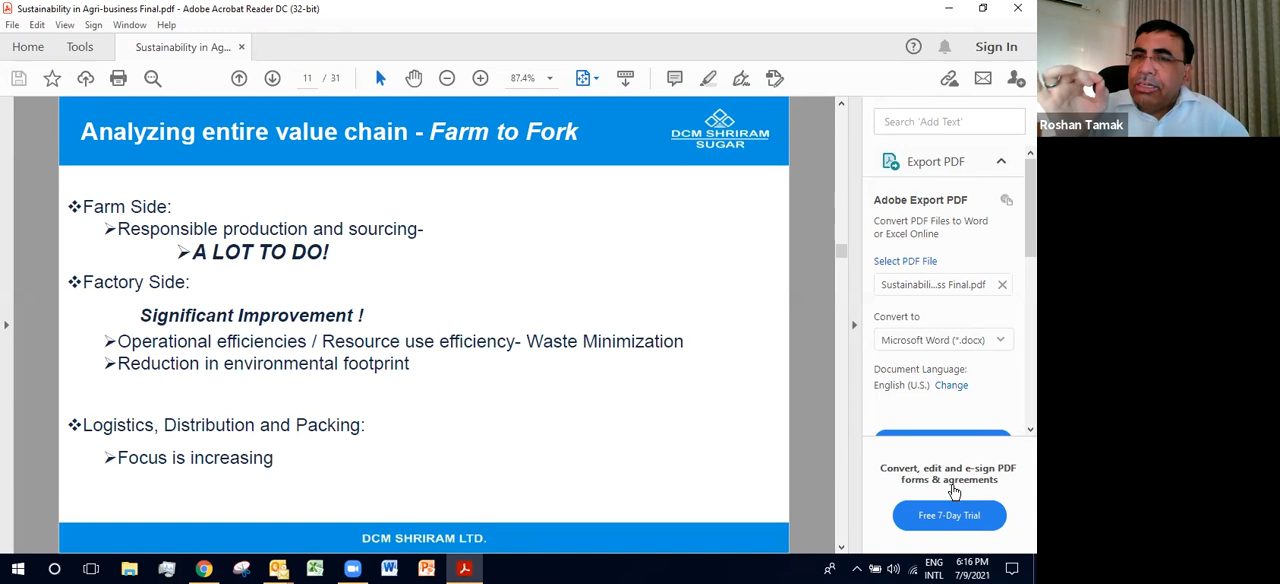 Sustainability in Agri-business Final.pdf - Adobe Acrobat Reader DC (32-bit)
File Edit View Sign Window Help
Home Tools Sustainability in Ag... × Sign In
11 / 31 87.4%
Analyzing entire value chain - Farm to Fork
DCM SHRIRAM
SUGAR
❖Farm Side:
➢Responsible production and sourcing-
➢A LOT TO DO!
❖Factory Side:
Significant Improvement !
➢Operational efficiencies / Resource use efficiency- Waste Minimization
➢Reduction in environmental footprint
❖Logistics, Distribution and Packing:
➢Focus is increasing
DCM SHRIRAM LTD.
Search 'Add Text'
Export PDF
Adobe Export PDF
Convert PDF Files to Word
or Excel Online
Select PDF File
Sustainabili...ss Final.pdf ×
Convert to
Microsoft Word (*.docx)
Document Language:
English (U.S.) Change
Convert, edit and e-sign PDF
forms & agreements
Free 7-Day Trial
Roshan Tamak
ENG
INTL
6:16 PM
7/9/2021